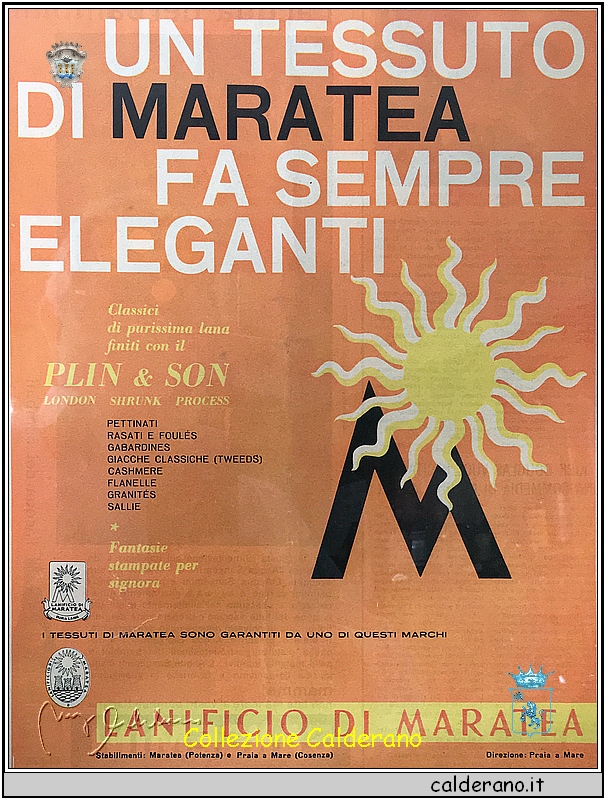 UN TESSUTO
DI MARATEA
FA SEMPRE
ELEGANTI
Classici
di purissima lana
finiti con il
PLIN & SON
LONDON SHRUNK PROCESS
PETTINATI
RASATI E FOULÉS
GABARDINES
GIACCHE CLASSICHE (TWEEDS)
CASHMERE
FLANELLE
GRANITÉS
SALLIE
*
Fantasie
stampate per
signora
M
LANIFICIO DI
MARATEA
I TESSUTI DI MARATEA SONO GARANTITI DA UNO DI QUESTI MARCHI
LANIFICIO DI MARATEA
LANIFICIO DI MARATEA
Collezione Calderano
Stabilimenti: Maratea (Potenza) e Praia a Mare (Cosenza)
Direzione: Praia a Mare
calderano.it